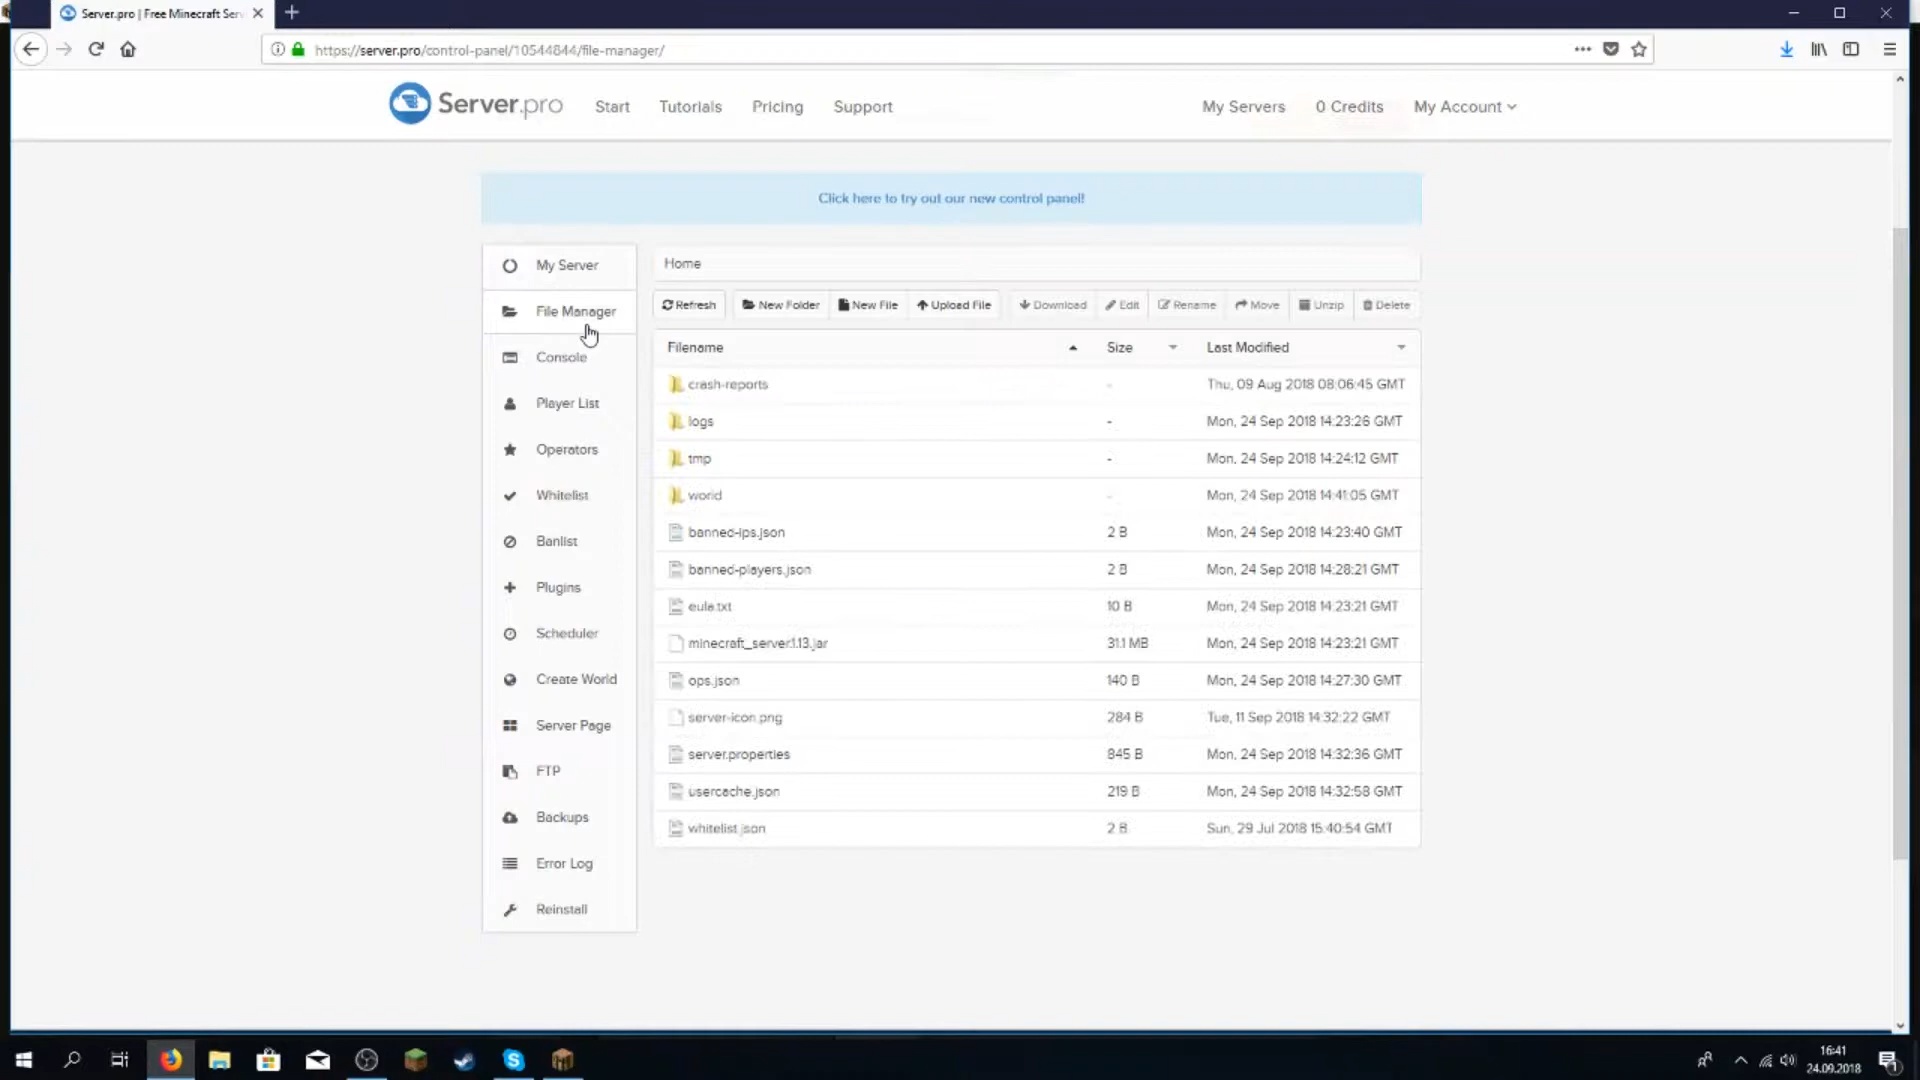 Server.pro | Free Minecraft Serv
https://server.pro/control-panel/10544844/file-manager/
Server.pro
Start
Tutorials
Pricing
Support
My Servers
0 Credits
My Account
Click here to try out our new control panel!
My Server
File Manager
Console
Player List
Operators
Whitelist
Banlist
Plugins
Scheduler
Create World
Server Page
FTP
Backups
Error Log
Reinstall
Home
Refresh New Folder New File Upload File Download Edit Rename Move Unzip Delete
Filename Size Last Modified
crash-reports - Thu, 09 Aug 2018 08:06:45 GMT
logs - Mon, 24 Sep 2018 14:23:26 GMT
tmp - Mon, 24 Sep 2018 14:24:12 GMT
world - Mon, 24 Sep 2018 14:41:05 GMT
banned-ips.json 2 B Mon, 24 Sep 2018 14:23:40 GMT
banned-players.json 2 B Mon, 24 Sep 2018 14:28:21 GMT
eula.txt 10 B Mon, 24 Sep 2018 14:23:21 GMT
minecraft_server.1.13.jar 31.1 MB Mon, 24 Sep 2018 14:23:21 GMT
ops.json 140 B Mon, 24 Sep 2018 14:27:30 GMT
server-icon.png 284 B Tue, 11 Sep 2018 14:32:22 GMT
server.properties 845 B Mon, 24 Sep 2018 14:32:36 GMT
usercache.json 219 B Mon, 24 Sep 2018 14:32:58 GMT
whitelist.json 2 B Sun, 29 Jul 2018 15:40:54 GMT
16:41
24.09.2018
1